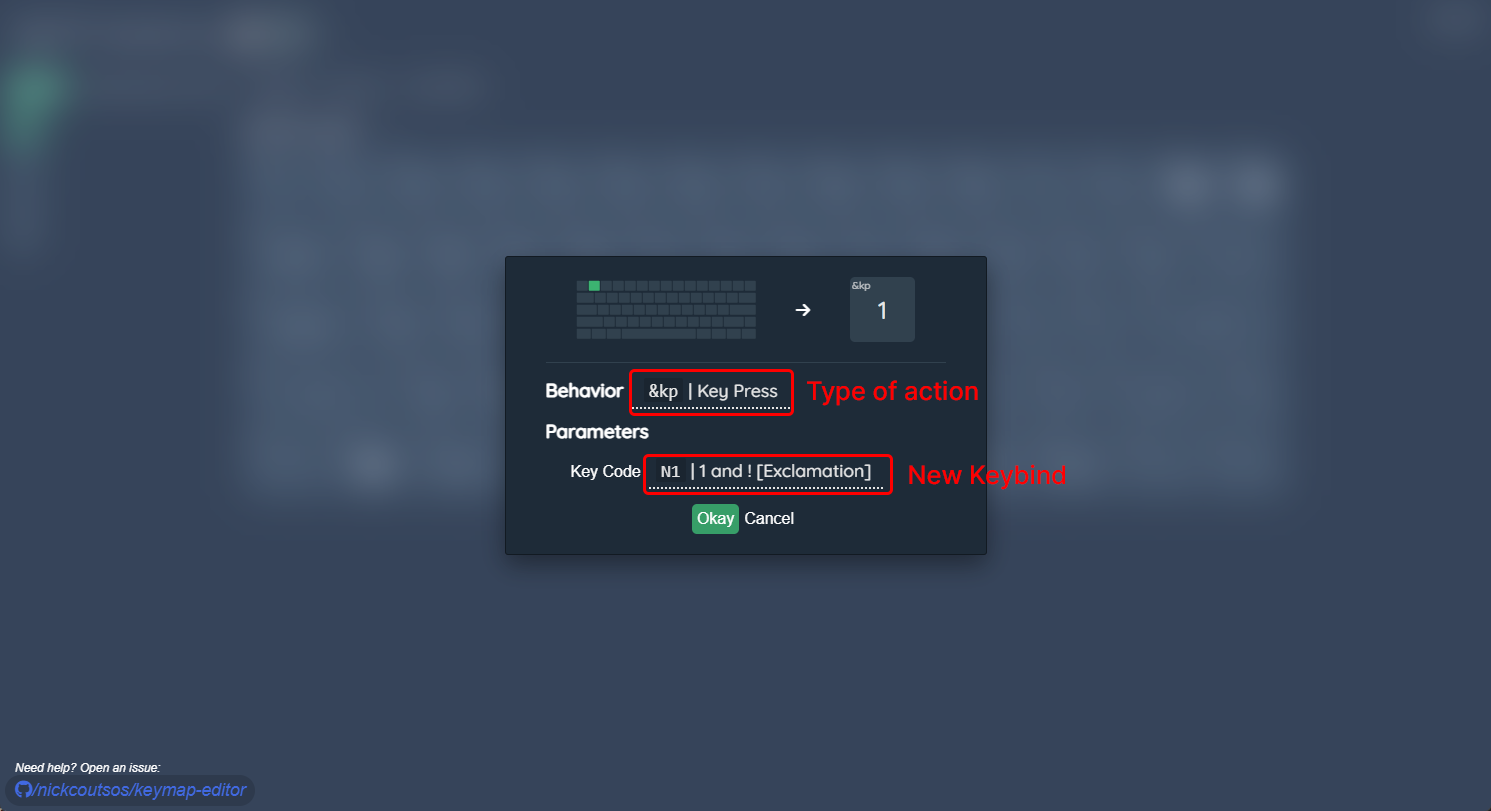 &kp
1
Behavior &kp | Key Press Type of action
Parameters
Key Code N1 | 1 and ! [Exclamation] New Keybind
Okay Cancel
Need help? Open an issue:
/nickcoutsos/keymap-editor